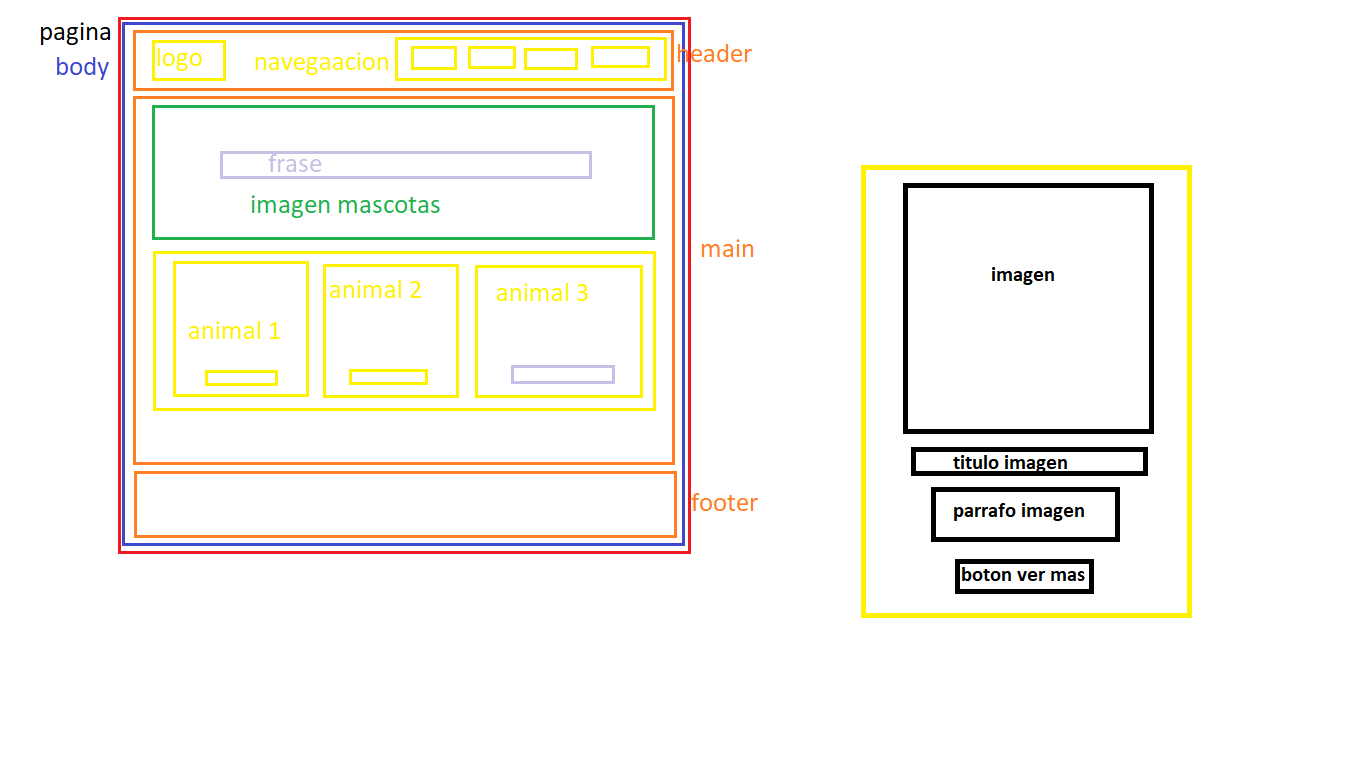 pagina
body
logo
navegaacion
header
frase
imagen mascotas
main
animal 1
animal 2
animal 3
footer
imagen
titulo imagen
parrafo imagen
boton ver mas